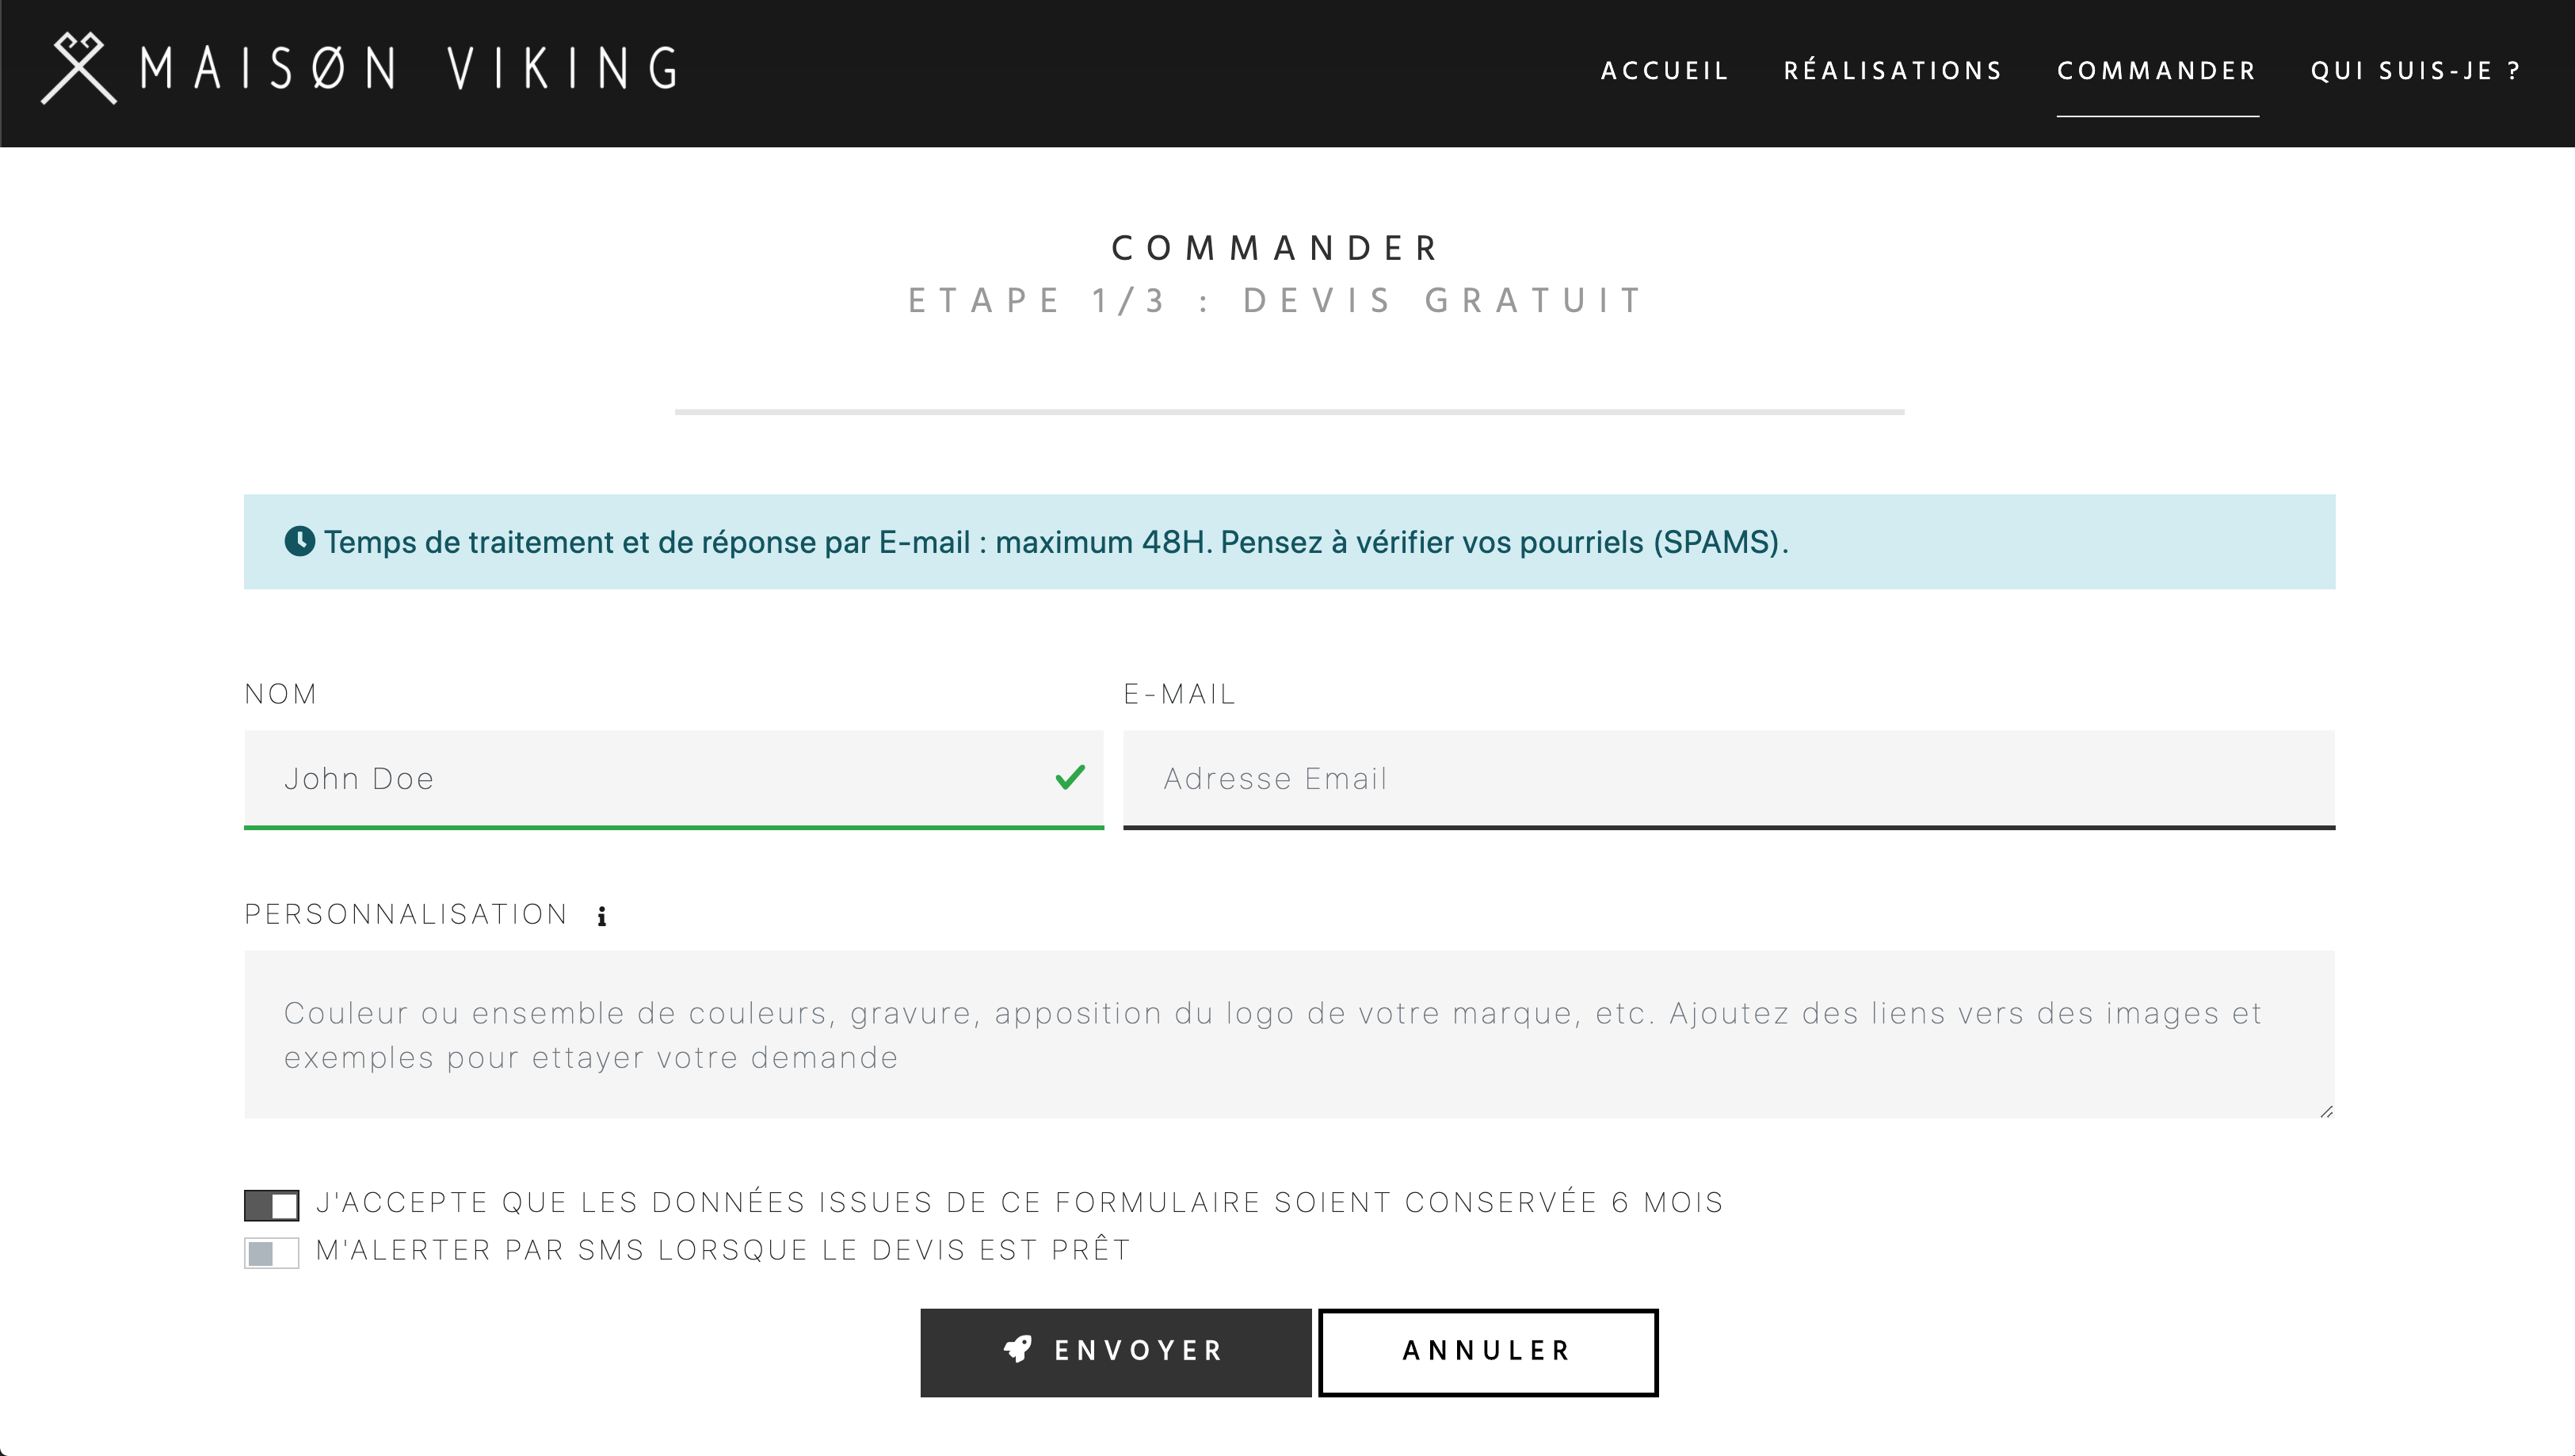 MAISØN VIKING
ACCUEIL RÉALISATIONS COMMANDER QUI SUIS-JE ?
COMMANDER
ETAPE 1/3 : DEVIS GRATUIT
Temps de traitement et de réponse par E-mail : maximum 48H. Pensez à vérifier vos pourriels (SPAMS).
NOM
E-MAIL
John Doe
Adresse Email
PERSONNALISATION
Couleur ou ensemble de couleurs, gravure, apposition du logo de votre marque, etc. Ajoutez des liens vers des images et
exemples pour ettayer votre demande
J'ACCEPTE QUE LES DONNÉES ISSUES DE CE FORMULAIRE SOIENT CONSERVÉE 6 MOIS
M'ALERTER PAR SMS LORSQUE LE DEVIS EST PRÊT
ENVOYER
ANNULER